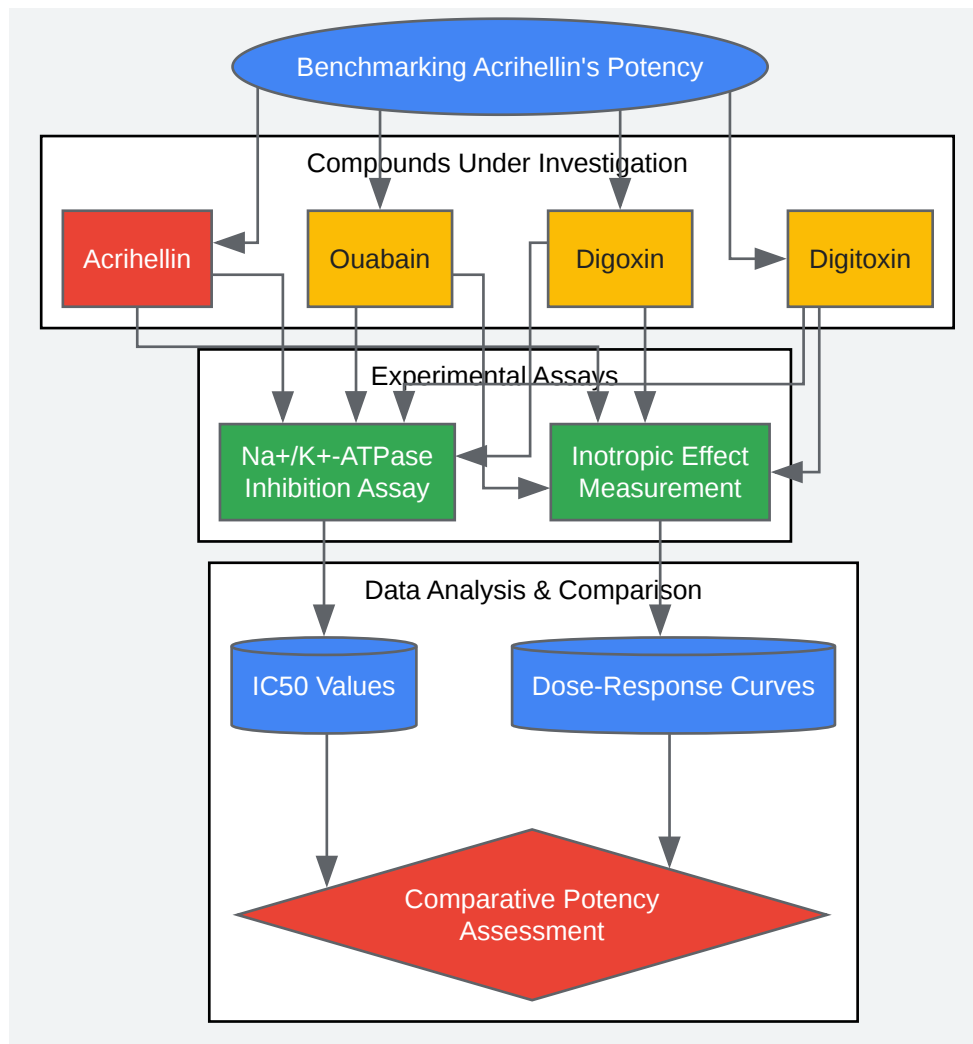 Benchmarking Acrihellin's Potency
Compounds Under Investigation
Acrihellin
Ouabain
Digoxin
Digitoxin
Experimental Assays
Na+/K+-ATPase
Inhibition Assay
Inotropic Effect
Measurement
Data Analysis & Comparison
IC50 Values
Dose-Response Curves
Comparative Potency
Assessment